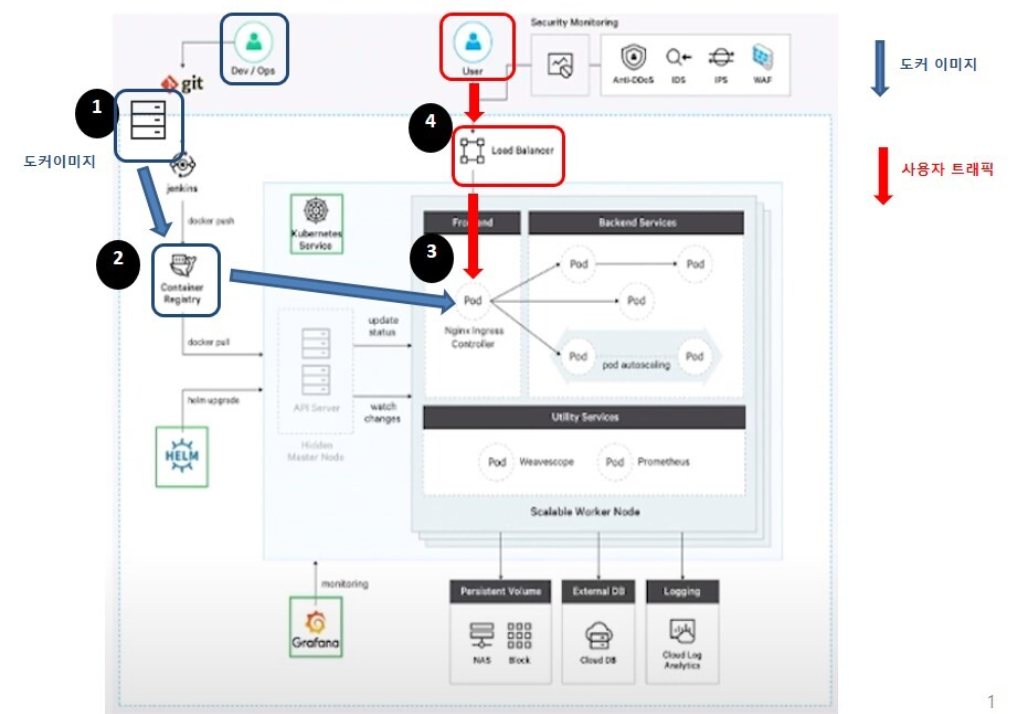 Security Monitoring
Dev / Ops
User
Anti-DDoS
IDS
IPS
WAF
git
도커 이미지
사용자 트래픽
1
4
Load Balancer
도커이미지
jenkins
docker push
Kubernetes
Service
Frontend
Backend Services
2
3
Container
Registry
Pod
Pod
Pod
Pod
Nginx Ingress
Controller
update
status
docker pull
Pod
pod autoscaling
Pod
API Server
helm upgrade
watch
changes
Utility Services
Hidden
Master Node
HELM
Pod
Weavescope
Pod
Prometheus
Scalable Worker Node
monitoring
Grafana
Persistent Volume
External DB
Logging
NAS
Block
Cloud DB
Cloud Log
Analytics
1